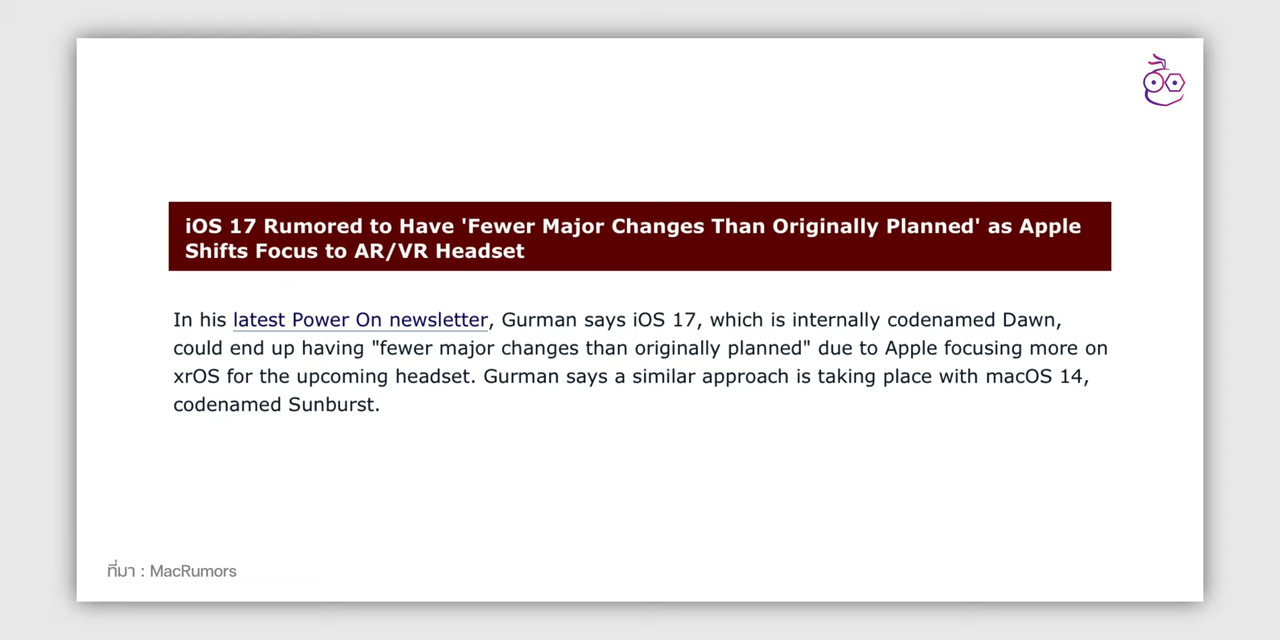 iOS 17 Rumored to Have 'Fewer Major Changes Than Originally Planned' as Apple
Shifts Focus to AR/VR Headset
In his latest Power On newsletter, Gurman says iOS 17, which is internally codenamed Dawn,
could end up having "fewer major changes than originally planned" due to Apple focusing more on
xrOS for the upcoming headset. Gurman says a similar approach is taking place with macOS 14,
codenamed Sunburst.
ที่มา : MacRumors